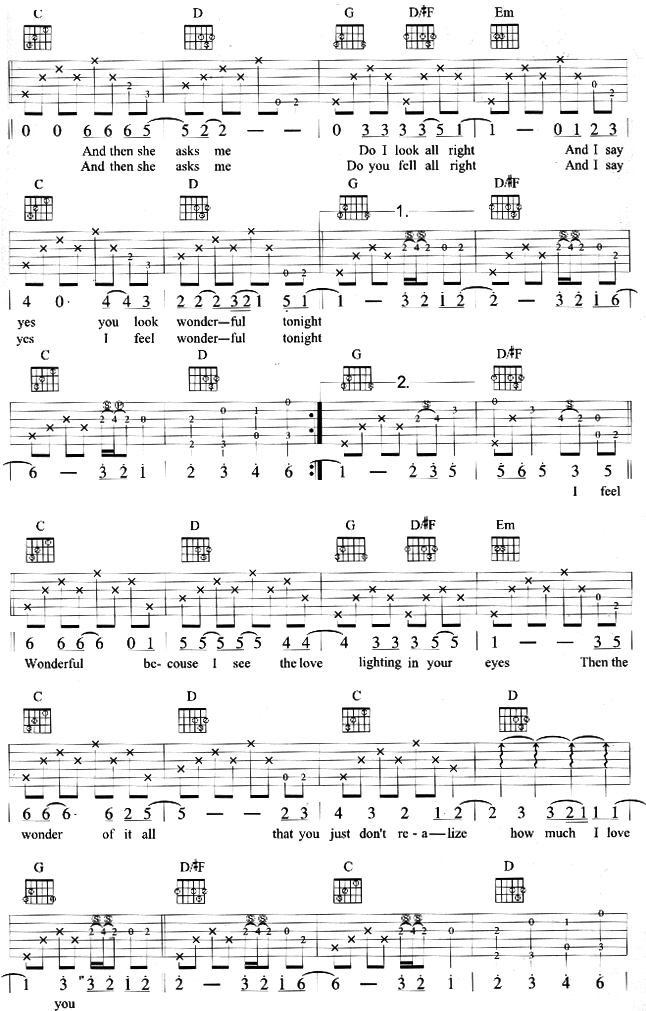 C D G D/#F Em
0 0 6 6 6 5 5 2 2 — — 0 3 3 3 3 5 1 1 — 0 1 2 3
And then she asks me Do I look all right And I say
And then she asks me Do you fell all right And I say
C D G 1. D/#F
4 0· 4 4 3 2 2 2 3 2 1 5 1 1 — 3 2 1 2 2 — 3 2 1 6
yes you look wonder—ful tonight
yes I feel wonder—ful tonight
C D G 2. D/#F
6 — 3 2 1 2 3 4 6 1 — 2 3 5 5 6 5 3 5
I feel
C D G D/#F Em
6 6 6 6 0 1 5 5 5 5 5 4 4 4 3 3 3 5 5 1 — — 3 5
Wonderful be- couse I see the love lighting in your eyes Then the
C D C D
6 6 6 6· 6 2 5 5 — — 2 3 4 3 2 1 2 2 3 3 2 1 1 1
wonder of it all that you just don't re-a—lize how much I love
G D/#F C D
1 3 3 2 1 2 2 — 3 2 1 6 6 — 3 2 1 2 3 4 6
you